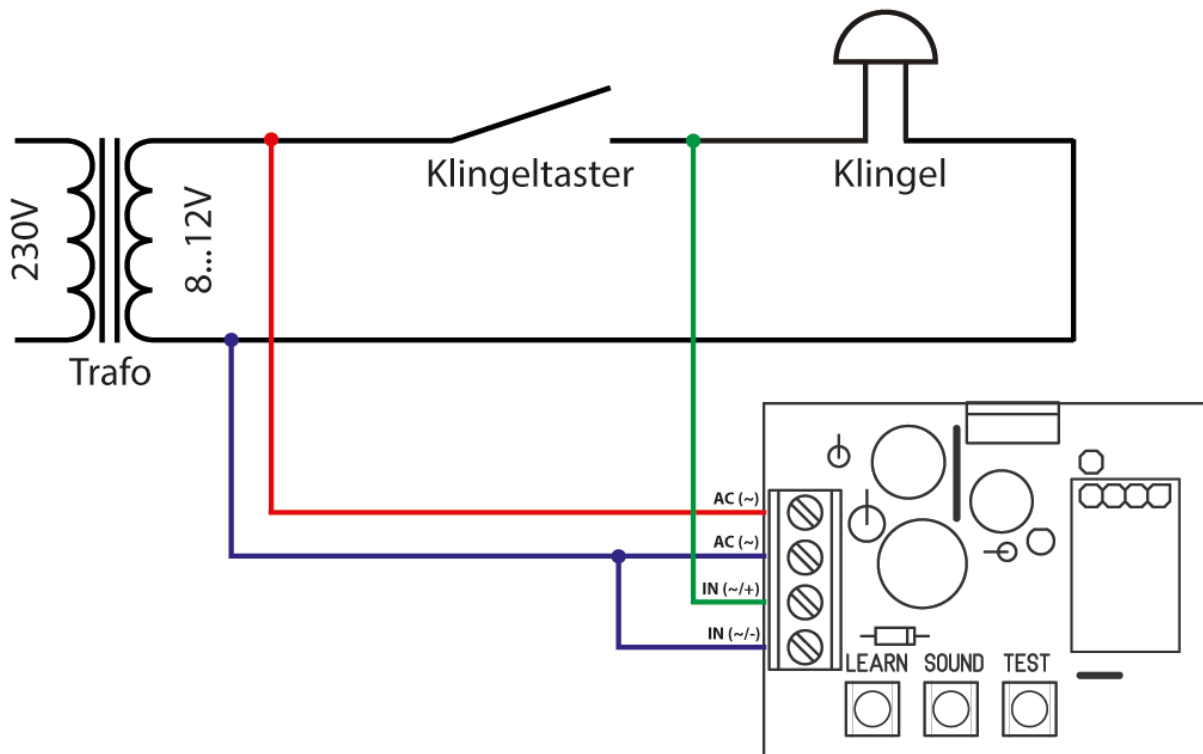 230V
8...12V
Trafo
Klingeltaster
Klingel
AC (~)
AC (~)
IN (~/+)
IN (~/-)
LEARN SOUND TEST